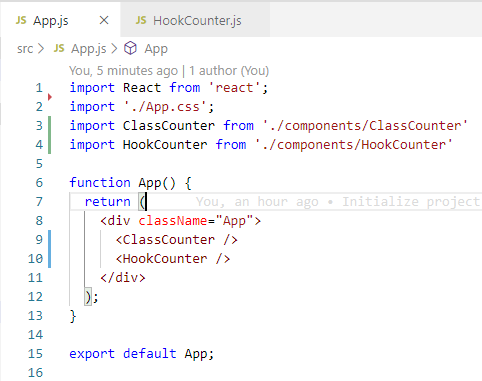 JS App.js × JS HookCounter.js
src > JS App.js > App
You, 5 minutes ago | 1 author (You)
1 import React from 'react';
2 import './App.css';
3 import ClassCounter from './components/ClassCounter'
4 import HookCounter from './components/HookCounter'
5
6 function App() {
7 return ( You, an hour ago • Initialize project
8 <div className="App">
9 <ClassCounter />
10 <HookCounter />
11 </div>
12 );
13 }
14
15 export default App;
16